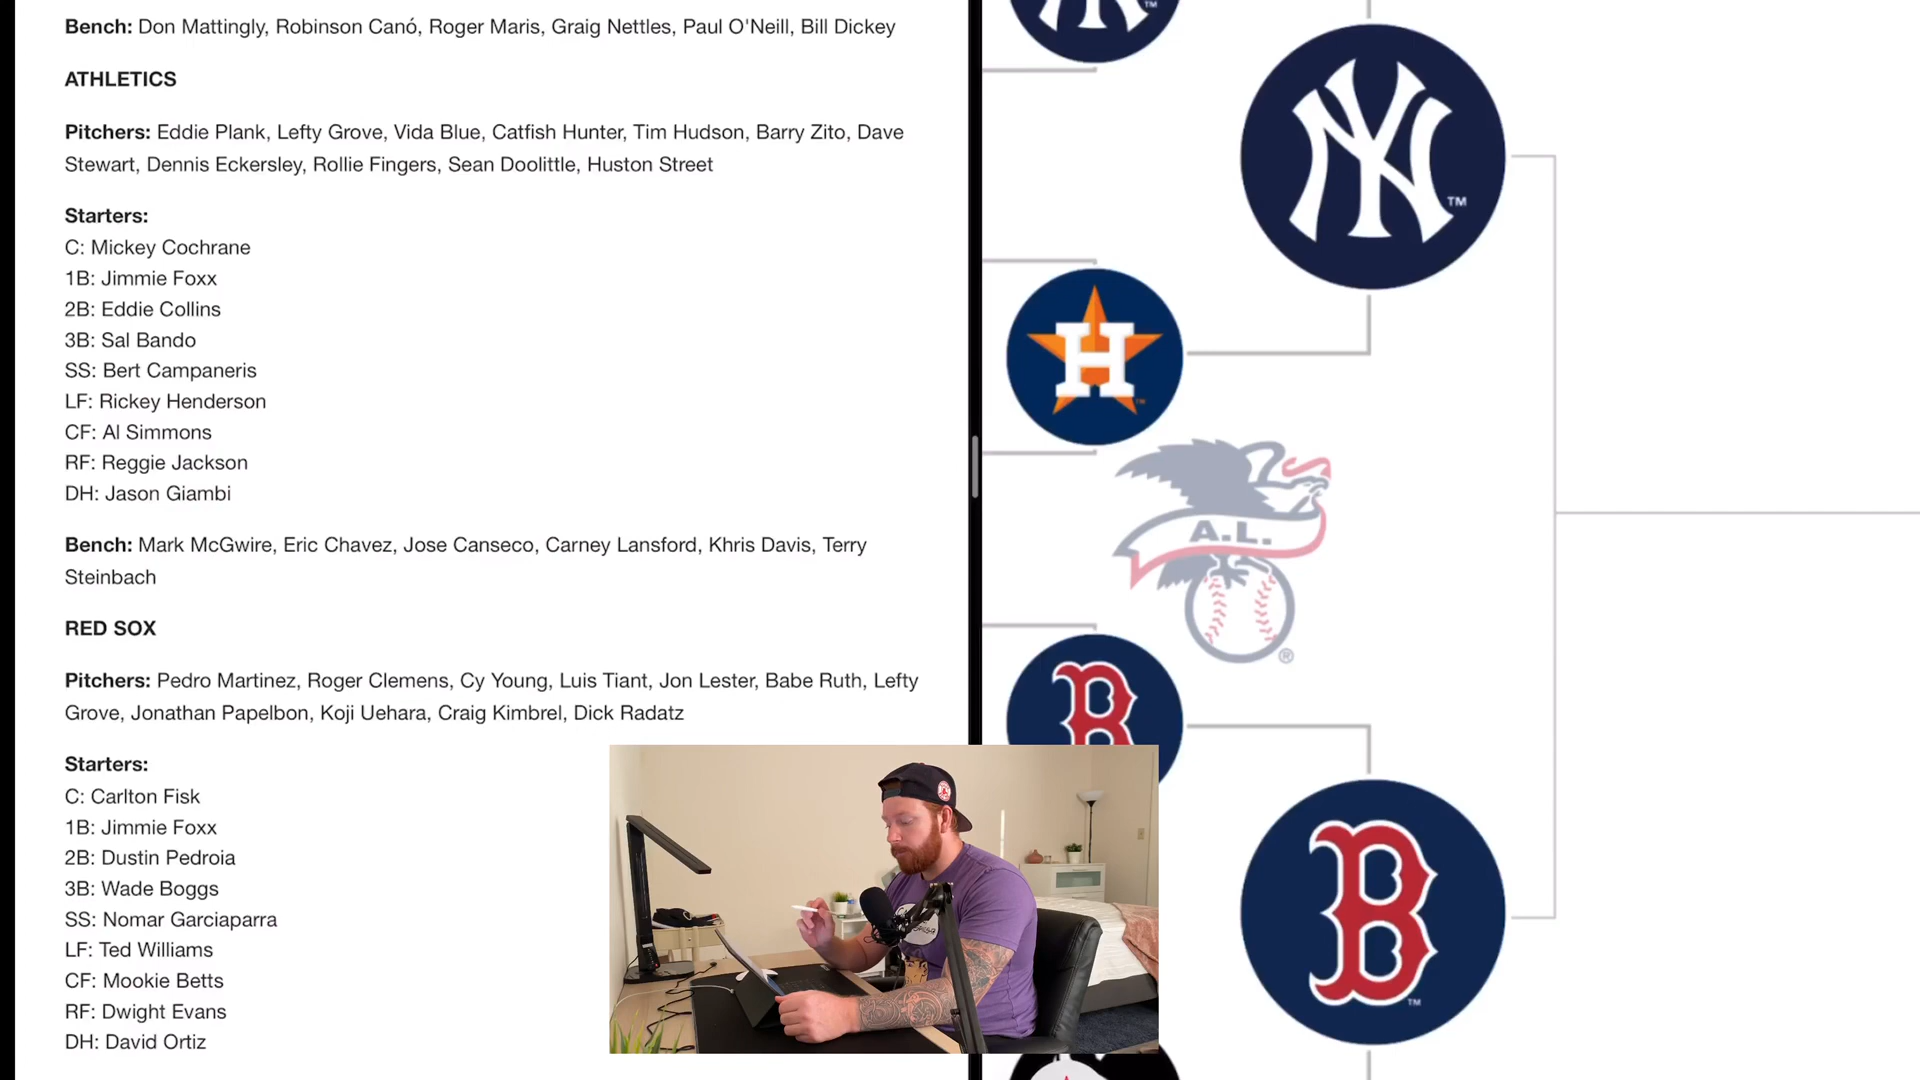 Bench: Don Mattingly, Robinson Canó, Roger Maris, Graig Nettles, Paul O'Neill, Bill Dickey
ATHLETICS
Pitchers: Eddie Plank, Lefty Grove, Vida Blue, Catfish Hunter, Tim Hudson, Barry Zito, Dave
Stewart, Dennis Eckersley, Rollie Fingers, Sean Doolittle, Huston Street
Starters:
C: Mickey Cochrane
1B: Jimmie Foxx
2B: Eddie Collins
3B: Sal Bando
SS: Bert Campaneris
LF: Rickey Henderson
CF: Al Simmons
RF: Reggie Jackson
DH: Jason Giambi
Bench: Mark McGwire, Eric Chavez, Jose Canseco, Carney Lansford, Khris Davis, Terry
Steinbach
RED SOX
Pitchers: Pedro Martinez, Roger Clemens, Cy Young, Luis Tiant, Jon Lester, Babe Ruth, Lefty
Grove, Jonathan Papelbon, Koji Uehara, Craig Kimbrel, Dick Radatz
Starters:
C: Carlton Fisk
1B: Jimmie Foxx
2B: Dustin Pedroia
3B: Wade Boggs
SS: Nomar Garciaparra
LF: Ted Williams
CF: Mookie Betts
RF: Dwight Evans
DH: David Ortiz
TM
NY
TM
H
A.L.
®
B
B
TM